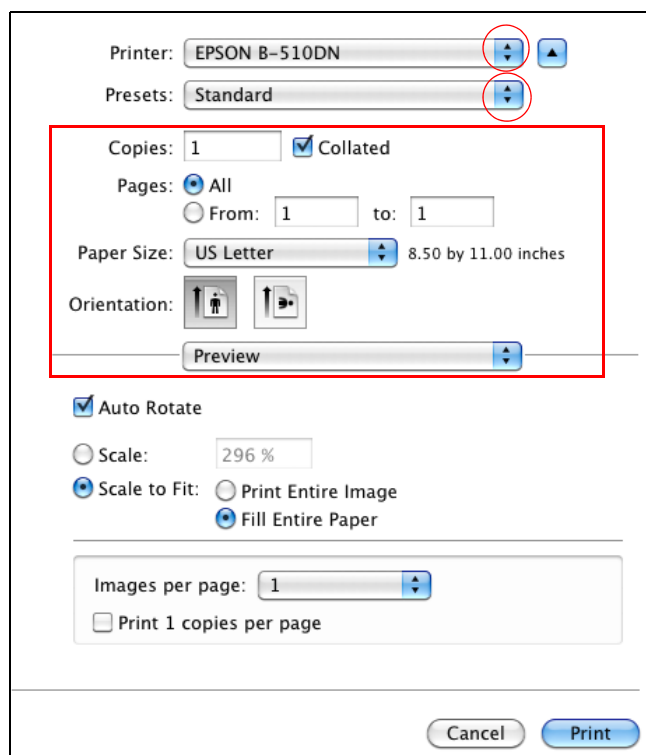 Printer: EPSON B-510DN
Presets: Standard
Copies: 1 Collated
Pages: All
From: 1 to: 1
Paper Size: US Letter 8.50 by 11.00 inches
Orientation:
Preview
Auto Rotate
Scale: 296 %
Scale to Fit: Print Entire Image
Fill Entire Paper
Images per page: 1
Print 1 copies per page
Cancel Print